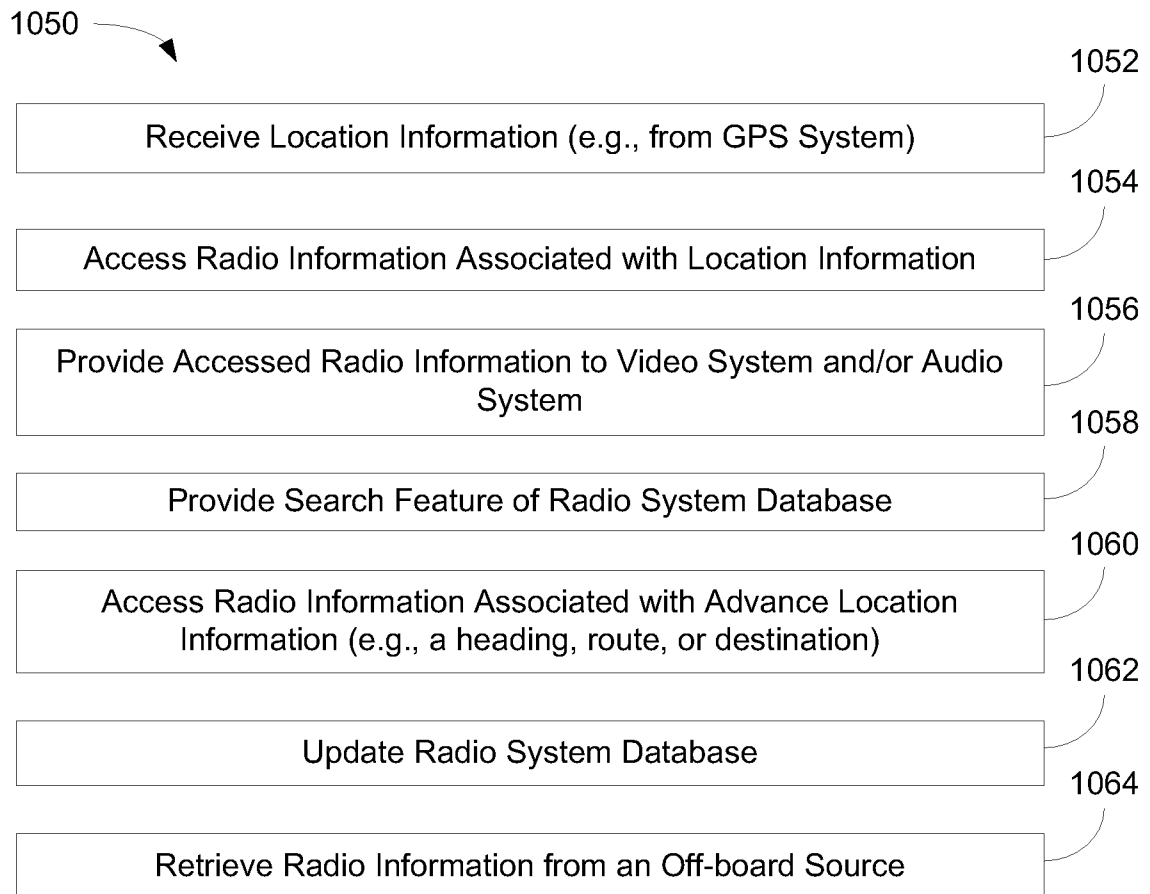 1050
1052
Receive Location Information (e.g., from GPS System)
1054
Access Radio Information Associated with Location Information
1056
Provide Accessed Radio Information to Video System and/or Audio
System
1058
Provide Search Feature of Radio System Database
1060
Access Radio Information Associated with Advance Location
Information (e.g., a heading, route, or destination)
1062
Update Radio System Database
1064
Retrieve Radio Information from an Off-board Source